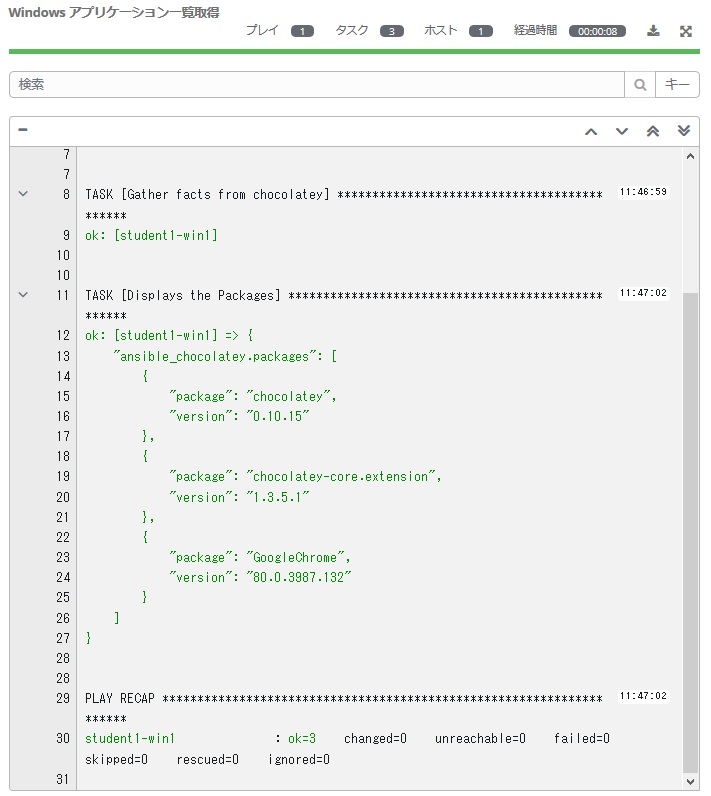 Windows アプリケーション一覧取得
プレイ 1 タスク 3 ホスト 1 経過時間 00:00:08
検索 キー
7
7
8 TASK [Gather facts from chocolatey] ************************************** 11:46:59
******
9 ok: [student1-win1]
10
10
11 TASK [Displays the Packages] ********************************************* 11:47:02
******
12 ok: [student1-win1] => {
13 "ansible_chocolatey.packages": [
14 {
15 "package": "chocolatey",
16 "version": "0.10.15"
17 },
18 {
19 "package": "chocolatey-core.extension",
20 "version": "1.3.5.1"
21 },
22 {
23 "package": "GoogleChrome",
24 "version": "80.0.3987.132"
25 }
26 ]
27 }
28
28
29 PLAY RECAP *************************************************************** 11:47:02
******
30 student1-win1 : ok=3 changed=0 unreachable=0 failed=0
skipped=0 rescued=0 ignored=0
31